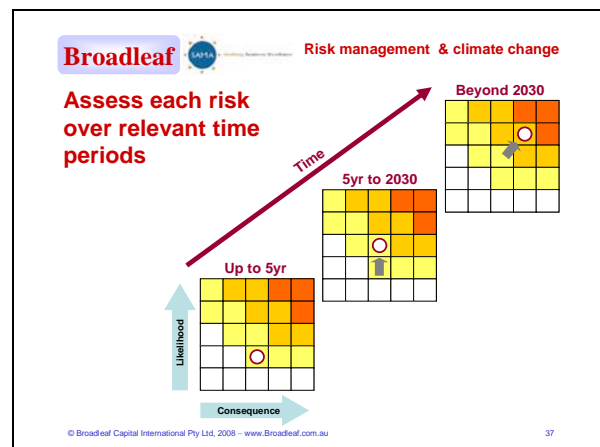 Broadleaf
SAMA
Risk management & climate change
Assess each risk
over relevant time
periods
Beyond 2030
Time
5yr to 2030
Up to 5yr
Likelihood
Consequence
© Broadleaf Capital International Pty Ltd, 2008 – www.Broadleaf.com.au
37